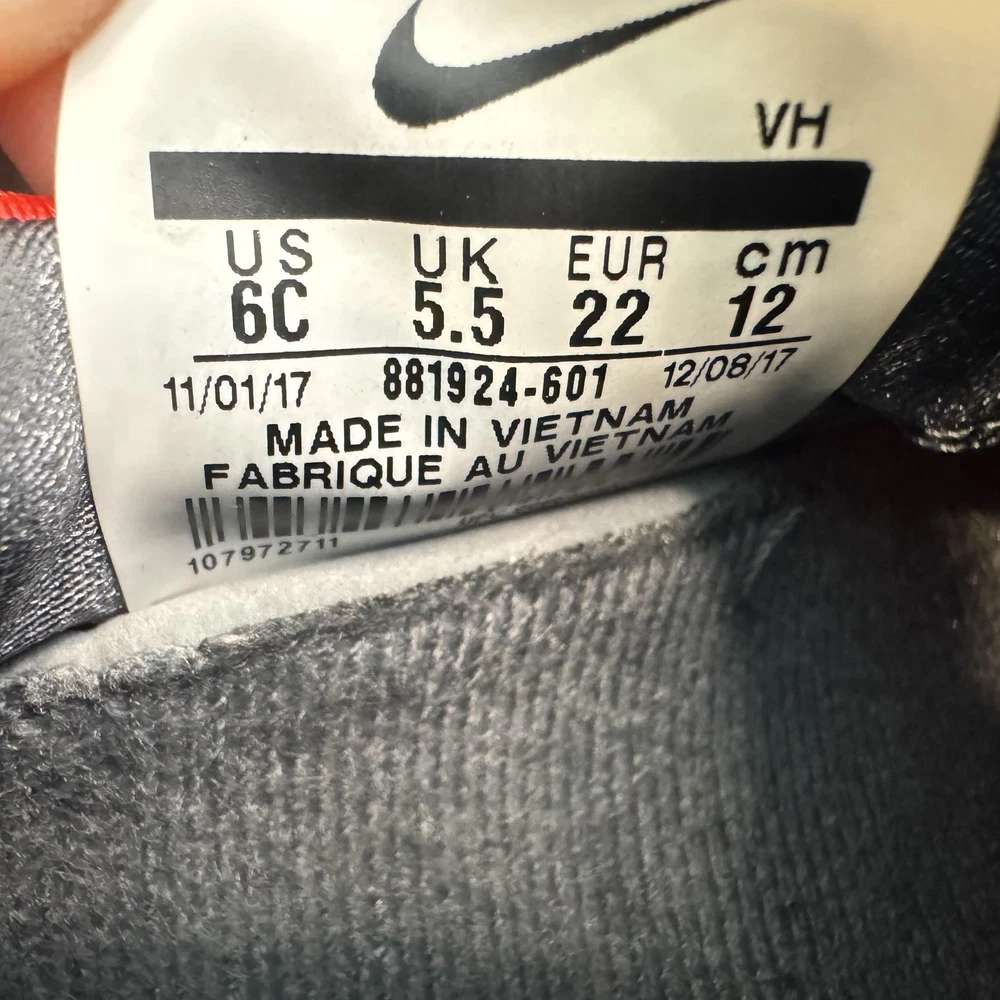 VH
US UK EUR cm
6C 5.5 22 12
11/01/17 881924-601 12/08/17
MADE IN VIETNAM
FABRIQUE AU VIETNAM
107972711